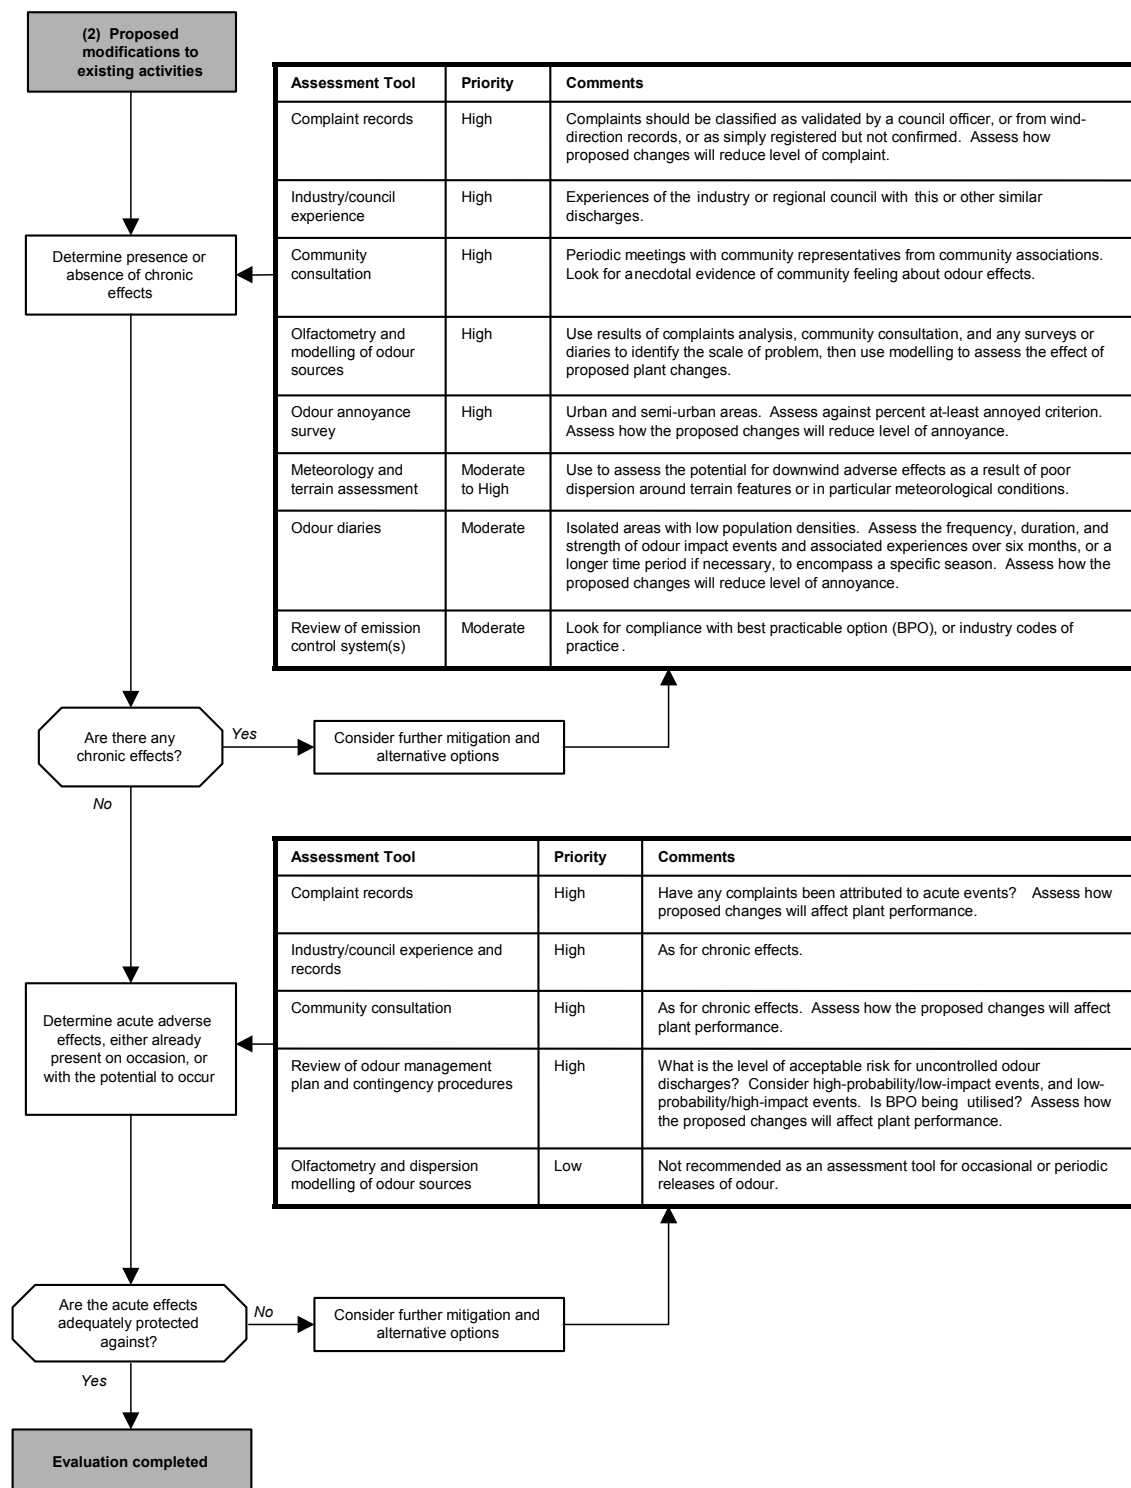 (2) Proposed
modifications to
existing activities
Assessment Tool Priority Comments
Complaint records High Complaints should be classified as validated by a council officer, or from wind-
direction records, or as simply registered but not confirmed. Assess how
proposed changes will reduce level of complaint.
Industry/council High Experiences of the industry or regional council with this or other similar
experience discharges.
Determine presence or
absence of chronic
effects
Community High Periodic meetings with community representatives from community associations.
consultation Look for anecdotal evidence of community feeling about odour effects.
Olfactometry and High Use results of complaints analysis, community consultation, and any surveys or
modelling of odour diaries to identify the scale of problem, then use modelling to assess the effect of
sources proposed plant changes.
Odour annoyance High Urban and semi-urban areas. Assess against percent at-least annoyed criterion.
survey Assess how the proposed changes will reduce level of annoyance.
Meteorology and Moderate Use to assess the potential for downwind adverse effects as a result of poor
terrain assessment to High dispersion around terrain features or in particular meteorological conditions.
Odour diaries Moderate Isolated areas with low population densities. Assess the frequency, duration, and
strength of odour impact events and associated experiences over six months, or a
longer time period if necessary, to encompass a specific season. Assess how the
proposed changes will reduce level of annoyance.
Review of emission Moderate Look for compliance with best practicable option (BPO), or industry codes of
control system(s) practice.
Are there any
chronic effects?
Yes
Consider further mitigation and
alternative options
No
Assessment Tool Priority Comments
Complaint records High Have any complaints been attributed to acute events? Assess how
proposed changes will affect plant performance.
Industry/council experience and High As for chronic effects.
records
Determine acute adverse
effects, either already
present on occasion, or
with the potential to occur
Community consultation High As for chronic effects. Assess how the proposed changes will affect
plant performance.
Review of odour management High What is the level of acceptable risk for uncontrolled odour
plan and contingency procedures discharges? Consider high-probability/low-impact events, and low-
probability/high-impact events. Is BPO being utilised? Assess how
the proposed changes will affect plant performance.
Olfactometry and dispersion Low Not recommended as an assessment tool for occasional or periodic
modelling of odour sources releases of odour.
Are the acute effects
adequately protected
against?
No
Consider further mitigation and
alternative options
Yes
Evaluation completed